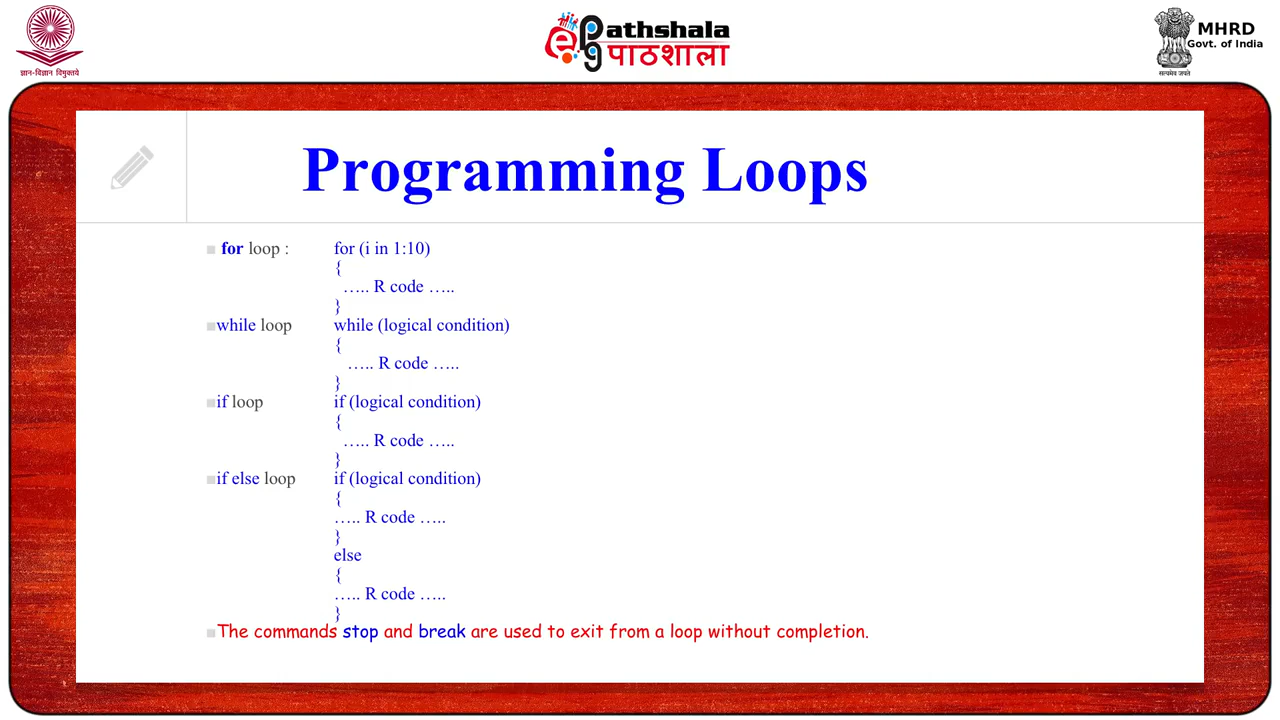 ज्ञान-विज्ञान विमुक्तये
ePG Pathshala
पाठशाला
MHRD
Govt. of India
सत्यमेव जयते
Programming Loops
for loop : for (i in 1:10)
{
….. R code …..
}
while loop while (logical condition)
{
….. R code …..
}
if loop if (logical condition)
{
….. R code …..
}
if else loop if (logical condition)
{
….. R code …..
}
else
{
….. R code …..
}
The commands stop and break are used to exit from a loop without completion.